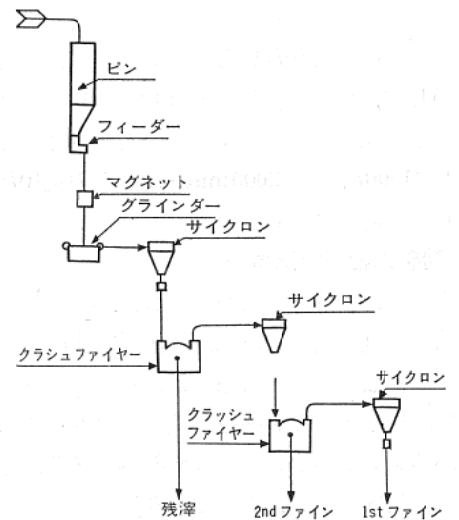 ビン
フィーダー
マグネット
グラインダー
サイクロン
サイクロン
クラシュファイヤー
サイクロン
クラッシュ
ファイヤー
残滓
2nd ファイン
1st ファイン